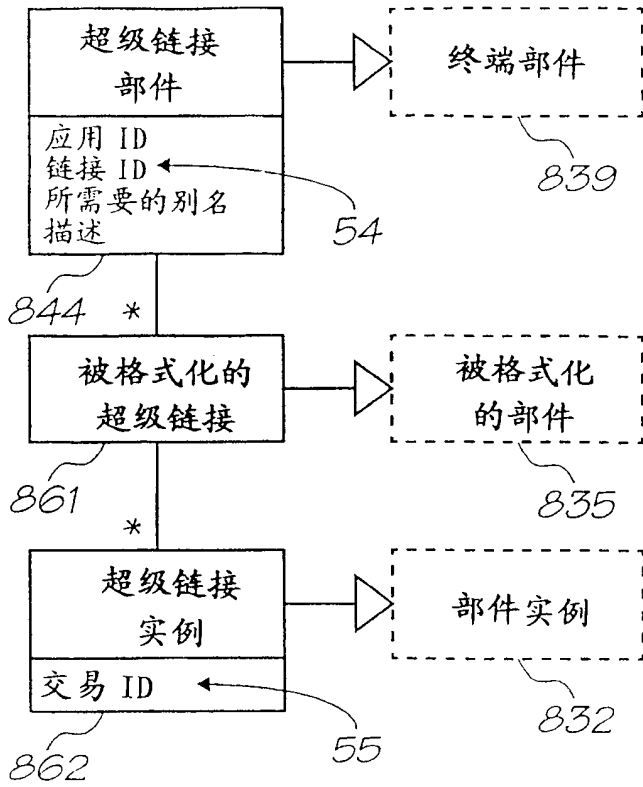 超级链接
部件
终端部件
应用 ID
链接 ID
所需要的别名
描述
839
54
844
*
被格式化的
超级链接
被格式化
的部件
861
835
*
超级链接
实例
部件实例
交易 ID
832
862
55